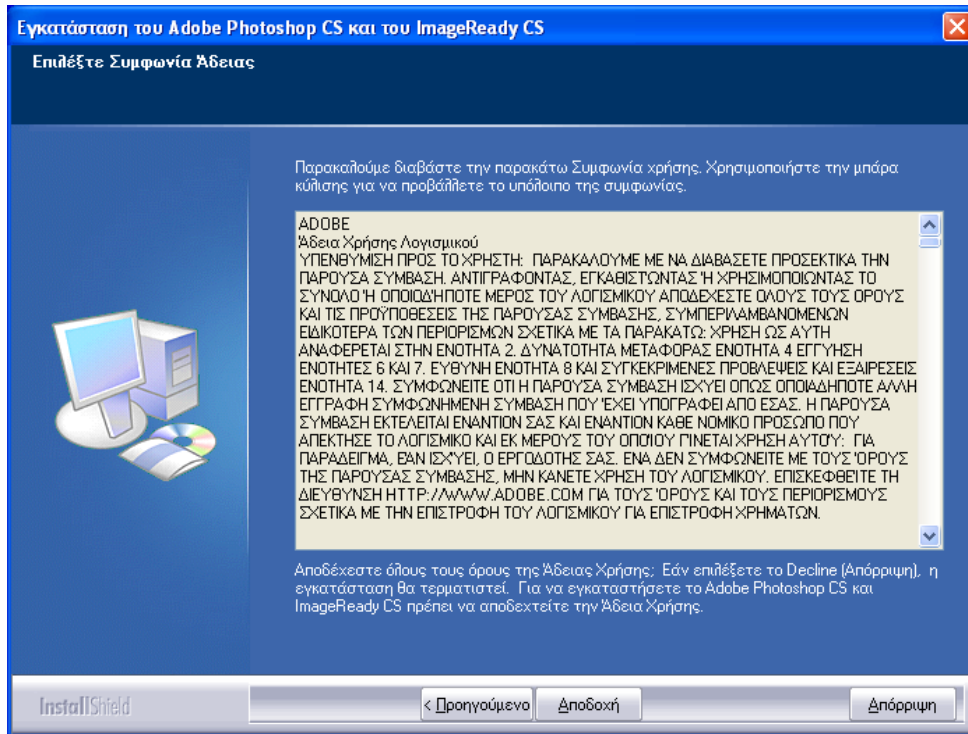 Εγκατάσταση του Adobe Photoshop CS και του ImageReady CS
Επιλέξτε Συμφωνία Άδειας
Παρακαλούμε διαβάστε την παρακάτω Συμφωνία χρήσης. Χρησιμοποιήστε την μπάρα
κύλισης για να προβάλλετε το υπόλοιπο της συμφωνίας.
ADOBE
Άδεια Χρήσης Λογισμικού
ΥΠΕΝΘΥΜΙΣΗ ΠΡΟΣ ΤΟ ΧΡΗΣΤΗ: ΠΑΡΑΚΑΛΟΥΜΕ ΜΕ ΝΑ ΔΙΑΒΑΣΕΤΕ ΠΡΟΣΕΚΤΙΚΑ ΤΗΝ
ΠΑΡΟΥΣΑ ΣΥΜΒΑΣΗ. ΑΝΤΙΓΡΑΦΟΝΤΑΣ, ΕΓΚΑΘΙΣΤΏΝΤΑΣ Ή ΧΡΗΣΙΜΟΠΟΙΩΝΤΑΣ ΤΟ
ΣΥΝΟΛΟ Ή ΟΠΟΙΟΔΉΠΟΤΕ ΜΕΡΟΣ ΤΟΥ ΛΟΓΙΣΜΙΚΟΥ ΑΠΟΔΕΧΕΣΤΕ ΟΛΟΥΣ ΤΟΥΣ ΟΡΟΥΣ
ΚΑΙ ΤΙΣ ΠΡΟΫΠΟΘΕΣΕΙΣ ΤΗΣ ΠΑΡΟΥΣΑΣ ΣΥΜΒΑΣΗΣ, ΣΥΜΠΕΡΙΛΑΜΒΑΝΟΜΕΝΩΝ
ΕΙΔΙΚΟΤΕΡΑ ΤΩΝ ΠΕΡΙΟΡΙΣΜΩΝ ΣΧΕΤΙΚΑ ΜΕ ΤΑ ΠΑΡΑΚΑΤΩ: ΧΡΗΣΗ ΩΣ ΑΥΤΗ
ΑΝΑΦΕΡΕΤΑΙ ΣΤΗΝ ΕΝΟΤΗΤΑ 2. ΔΥΝΑΤΟΤΗΤΑ ΜΕΤΑΦΟΡΑΣ ΕΝΟΤΗΤΑ 4 ΕΓΓΥΗΣΗ
ΕΝΟΤΗΤΕΣ 6 ΚΑΙ 7. ΕΥΘΥΝΗ ΕΝΟΤΗΤΑ 8 ΚΑΙ ΣΥΓΚΕΚΡΙΜΕΝΕΣ ΠΡΟΒΛΕΨΕΙΣ ΚΑΙ ΕΞΑΙΡΕΣΕΙΣ
ΕΝΟΤΗΤΑ 14. ΣΥΜΦΩΝΕΙΤΕ ΟΤΙ Η ΠΑΡΟΥΣΑ ΣΥΜΒΑΣΗ ΙΣΧΥΕΙ ΟΠΩΣ ΟΠΟΙΑΔΗΠΟΤΕ ΑΛΛΗ
ΕΓΓΡΑΦΗ ΣΥΜΦΩΝΗΜΕΝΗ ΣΥΜΒΑΣΗ ΠΟΥ ΈΧΕΙ ΥΠΟΓΡΑΦΕΙ ΑΠΟ ΕΣΑΣ. Η ΠΑΡΟΥΣΑ
ΣΥΜΒΑΣΗ ΕΚΤΕΛΕΙΤΑΙ ΕΝΑΝΤΙΟΝ ΣΑΣ ΚΑΙ ΕΝΑΝΤΙΟΝ ΚΑΘΕ ΝΟΜΙΚΟ ΠΡΟΣΩΠΟ ΠΟΥ
ΑΠΕΚΤΗΣΕ ΤΟ ΛΟΓΙΣΜΙΚΟ ΚΑΙ ΕΚ ΜΕΡΟΥΣ ΤΟΥ ΟΠΟΊΟΥ ΓΊΝΕΤΑΙ ΧΡΗΣΗ ΑΥΤΟΎ: ΓΙΑ
ΠΑΡΑΔΕΙΓΜΑ, ΕΑΝ ΙΣΧΎΕΙ, Ο ΕΡΓΟΔΟΤΗΣ ΣΑΣ. ΕΝΑ ΔΕΝ ΣΥΜΦΩΝΕΙΤΕ ΜΕ ΤΟΥΣ ΌΡΟΥΣ
ΤΗΣ ΠΑΡΟΥΣΑΣ ΣΥΜΒΑΣΗΣ, ΜΗΝ ΚΑΝΕΤΕ ΧΡΗΣΗ ΤΟΥ ΛΟΓΙΣΜΙΚΟΥ. ΕΠΙΣΚΕΦΘΕΙΤΕ ΤΗ
ΔΙΕΥΘΥΝΣΗ HTTP://WWW.ADOBE.COM ΓΙΑ ΤΟΥΣ ΌΡΟΥΣ ΚΑΙ ΤΟΥΣ ΠΕΡΙΟΡΙΣΜΟΥΣ
ΣΧΕΤΙΚΑ ΜΕ ΤΗΝ ΕΠΙΣΤΡΟΦΗ ΤΟΥ ΛΟΓΙΣΜΙΚΟΥ ΓΙΑ ΕΠΙΣΤΡΟΦΗ ΧΡΗΜΑΤΩΝ.
Αποδέχεστε όλους τους όρους της Άδειας Χρήσης; Εάν επιλέξετε το Decline (Απόρριψη), η
εγκατάσταση θα τερματιστεί. Για να εγκαταστήσετε το Adobe Photoshop CS και
ImageReady CS πρέπει να αποδεχτείτε την Άδεια Χρήσης.
InstallShield
< Προηγούμενο
Αποδοχή
Απόρριψη